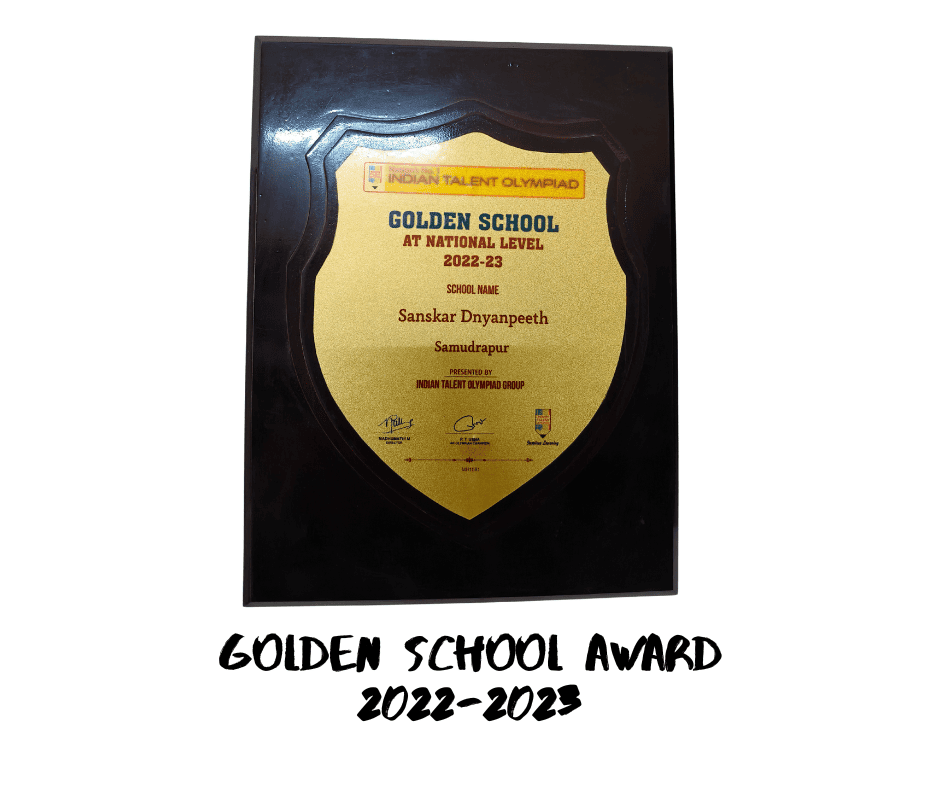 INDIAN TALENT OLYMPIAD
GOLDEN SCHOOL
AT NATIONAL LEVEL
2022-23
SCHOOL NAME
Sanskar Dnyanpeeth
Samudrapur
PRESENTED BY
INDIAN TALENT OLYMPIAD GROUP
DIRECTOR
GOLDEN SCHOOL AWARD
2022-2023